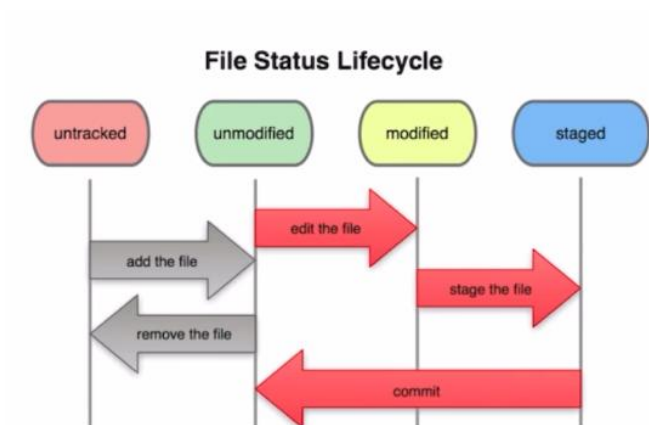 File Status Lifecycle
untracked
unmodified
modified
staged
edit the file
add the file
stage the file
remove the file
commit